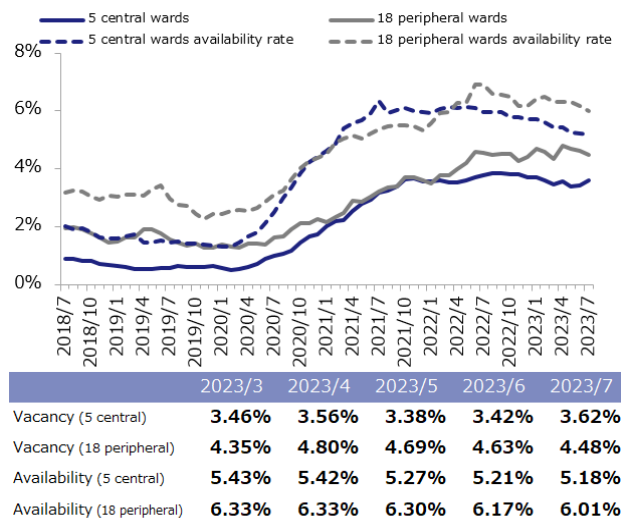 5 central wards
18 peripheral wards
5 central wards availability rate
18 peripheral wards availability rate
8%
6%
4%
2%
0%
2018/7
2018/10
2019/1
2019/4
2019/7
2019/10
2020/1
2020/4
2020/7
2020/10
2021/1
2021/4
2021/7
2021/10
2022/1
2022/4
2022/7
2022/10
2023/1
2023/4
2023/7
2023/3 2023/4 2023/5 2023/6 2023/7
Vacancy (5 central) 3.46% 3.56% 3.38% 3.42% 3.62%
Vacancy (18 peripheral) 4.35% 4.80% 4.69% 4.63% 4.48%
Availability (5 central) 5.43% 5.42% 5.27% 5.21% 5.18%
Availability (18 peripheral) 6.33% 6.33% 6.30% 6.17% 6.01%